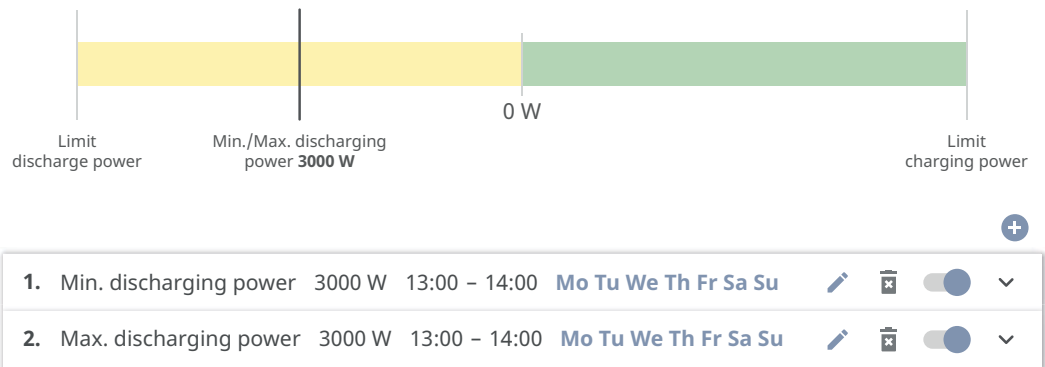 0 W
Limit
discharge power
Min./Max. discharging
power 3000 W
Limit
charging power
1. Min. discharging power 3000 W 13:00 – 14:00 Mo Tu We Th Fr Sa Su
2. Max. discharging power 3000 W 13:00 – 14:00 Mo Tu We Th Fr Sa Su